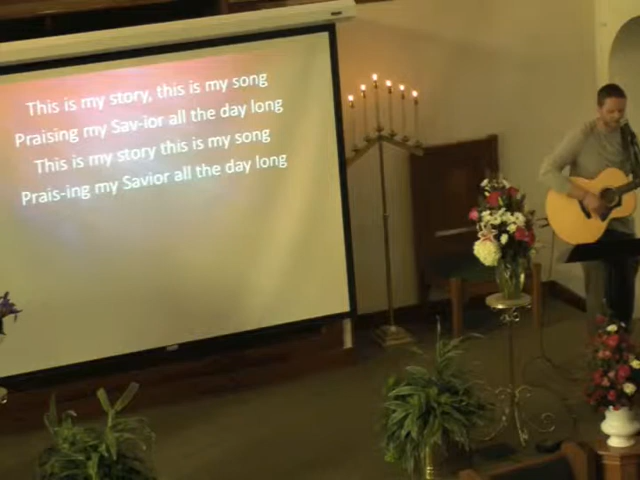 This is my story, this is my song
Praising my Sav-ior all the day long
This is my story this is my song
Prais-ing my Savior all the day long